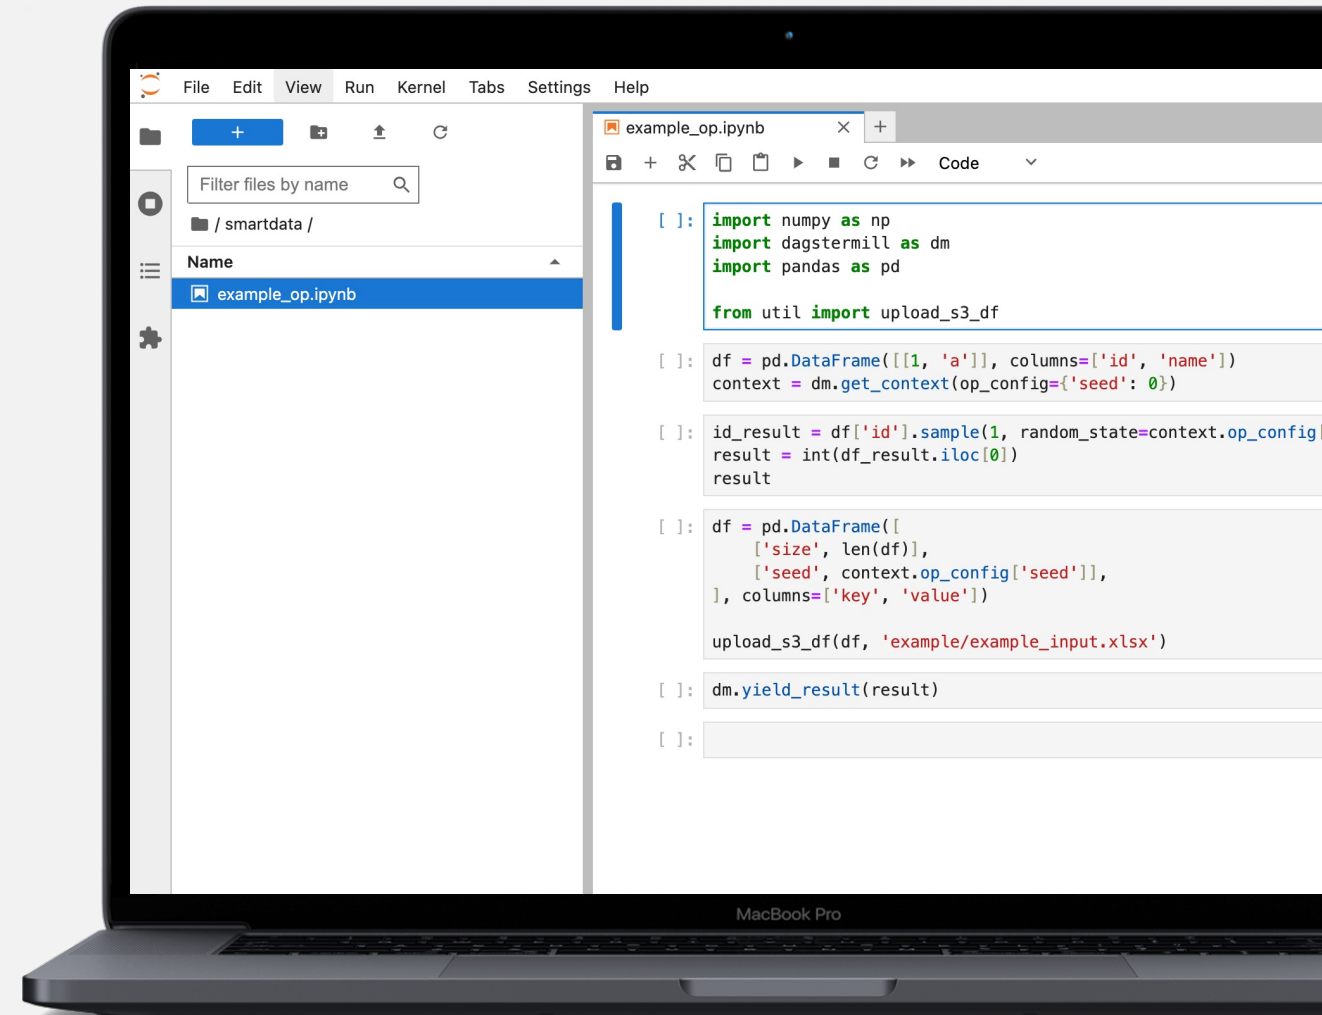 File Edit View Run Kernel Tabs Settings Help
+
Filter files by name
/ smartdata /
Name
example_op.ipynb
example_op.ipynb
Code
[ ]: import numpy as np
import dagstermill as dm
import pandas as pd
from util import upload_s3_df
[ ]: df = pd.DataFrame([[1, 'a']], columns=['id', 'name'])
context = dm.get_context(op_config={'seed': 0})
[ ]: id_result = df['id'].sample(1, random_state=context.op_config[
result = int(df_result.iloc[0])
result
[ ]: df = pd.DataFrame([
['size', len(df)],
['seed', context.op_config['seed']],
], columns=['key', 'value'])
upload_s3_df(df, 'example/example_input.xlsx')
[ ]: dm.yield_result(result)
[ ]:
MacBook Pro